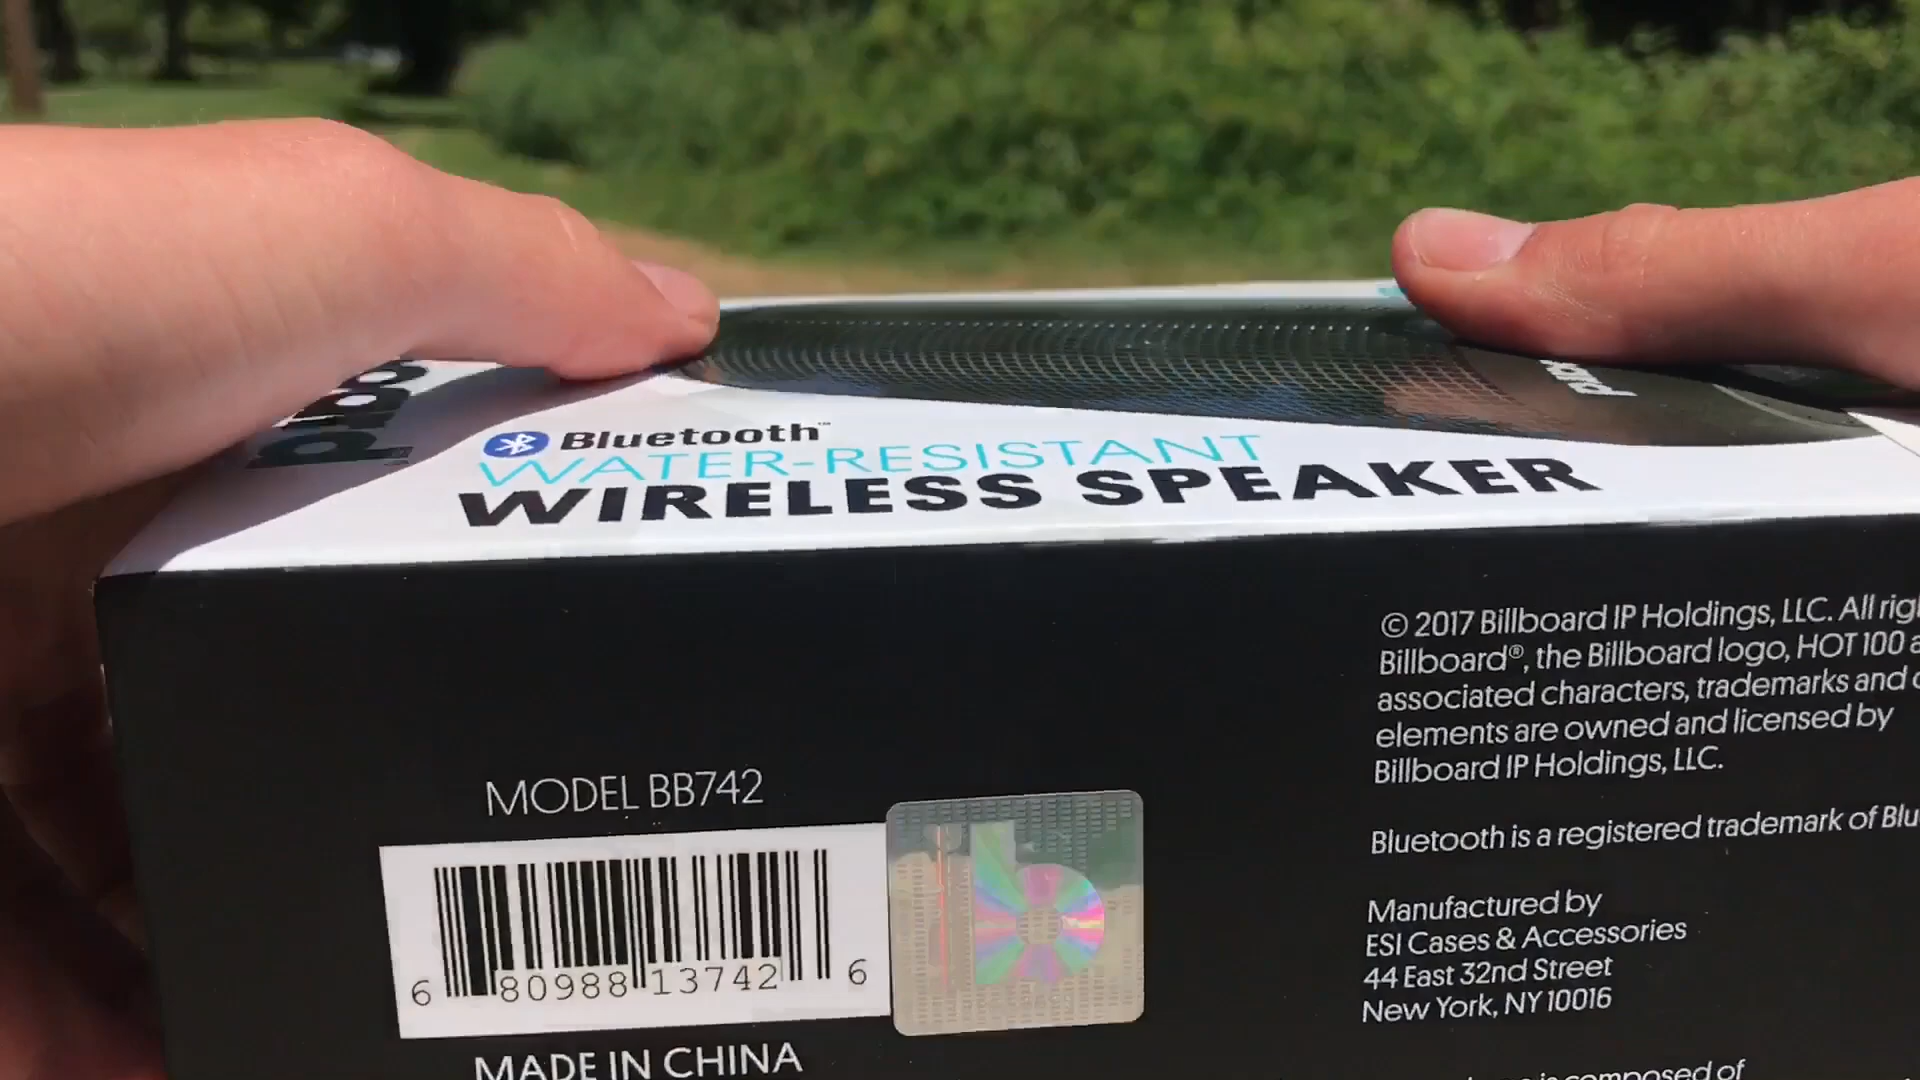 Bluetooth™
WATER-RESISTANT
WIRELESS SPEAKER
© 2017 Billboard IP Holdings, LLC. All
Billboard®, the Billboard logo, HOT 100
associated characters, trademarks and
elements are owned and licensed by
Billboard IP Holdings, LLC.
Bluetooth is a registered trademark of
Manufactured by
ESI Cases & Accessories
44 East 32nd Street
New York, NY 10016
composed of
MODEL BB742
6 80988 13742 6
b
MADE IN CHINA